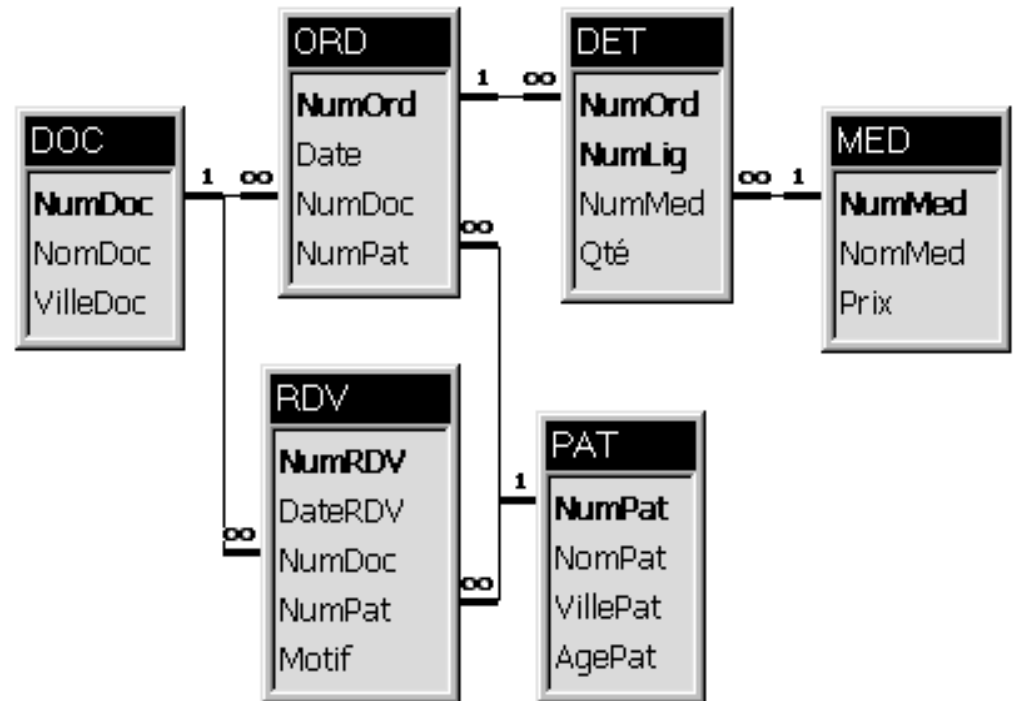 DOC
NumDoc
NomDoc
VilleDoc
1
∞
ORD
NumOrd
Date
NumDoc
NumPat
∞
1
∞
DET
NumOrd
NumLig
NumMed
Qté
∞
1
MED
NumMed
NomMed
Prix
∞
RDV
NumRDV
DateRDV
NumDoc
NumPat
Motif
∞
1
PAT
NumPat
NomPat
VillePat
AgePat